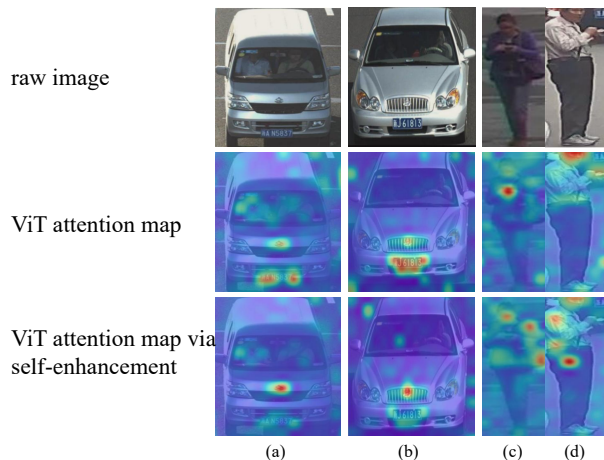 raw image
ViT attention map
ViT attention map via
self-enhancement
(a) (b) (c) (d)